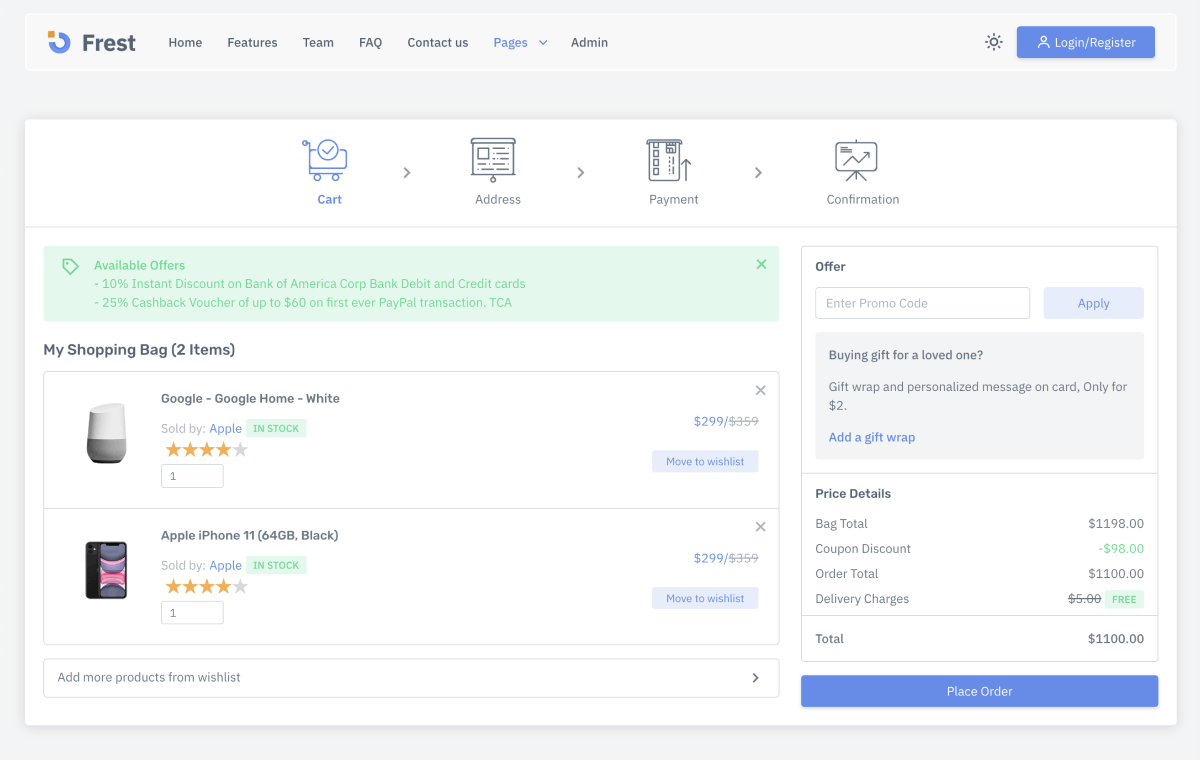 Frest
Home Features Team FAQ Contact us Pages Admin
Login/Register
Cart
Address
Payment
Confirmation
Available Offers
- 10% Instant Discount on Bank of America Corp Bank Debit and Credit cards
- 25% Cashback Voucher of up to $60 on first ever PayPal transaction. TCA
My Shopping Bag (2 Items)
Google - Google Home - White
Sold by: Apple IN STOCK
1
$299/$359
Move to wishlist
Apple iPhone 11 (64GB, Black)
Sold by: Apple IN STOCK
1
$299/$359
Move to wishlist
Add more products from wishlist
Offer
Enter Promo Code
Apply
Buying gift for a loved one?
Gift wrap and personalized message on card, Only for
$2.
Add a gift wrap
Price Details
Bag Total $1198.00
Coupon Discount -$98.00
Order Total $1100.00
Delivery Charges $5.00 FREE
Total $1100.00
Place Order